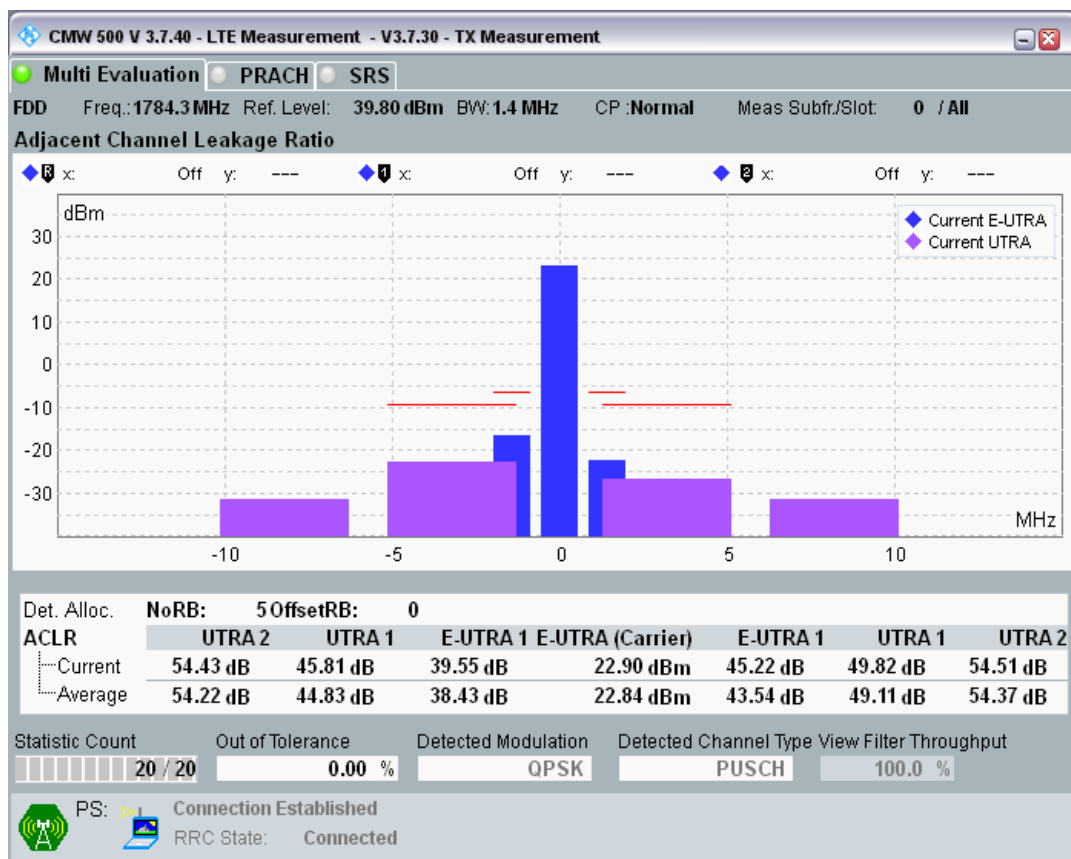 CMW 500 V 3.7.40 - LTE Measurement - V3.7.30 - TX Measurement
Multi Evaluation PRACH SRS
FDD Freq.: 1784.3 MHz Ref. Level: 39.80 dBm BW: 1.4 MHz CP :Normal Meas Subfr./Slot: 0 / All
Adjacent Channel Leakage Ratio
R x: Off y: --- 1 x: Off y: --- 2 x: Off y: ---
dBm
Current E-UTRA
Current UTRA
30
20
10
0
-10
-20
-30
MHz
-10 -5 0 5 10
Det. Alloc. NoRB: 5 OffsetRB: 0
ACLR UTRA 2 UTRA 1 E-UTRA 1 E-UTRA (Carrier) E-UTRA 1 UTRA 1 UTRA 2
Current 54.43 dB 45.81 dB 39.55 dB 22.90 dBm 45.22 dB 49.82 dB 54.51 dB
Average 54.22 dB 44.83 dB 38.43 dB 22.84 dBm 43.54 dB 49.11 dB 54.37 dB
Statistic Count Out of Tolerance Detected Modulation Detected Channel Type View Filter Throughput
20 / 20 0.00 % QPSK PUSCH 100.0 %
PS: Connection Established
RRC State: Connected